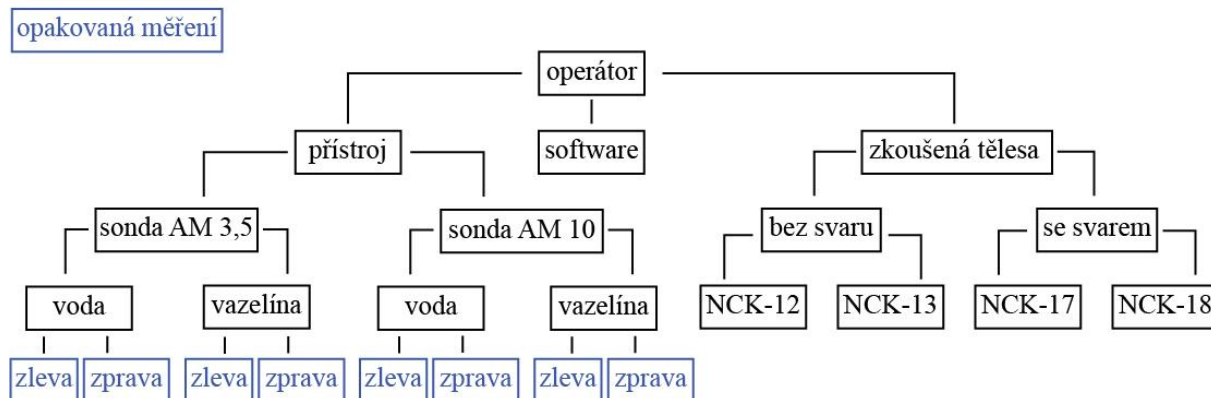 opakovaná měření
operátor
přístroj
software
zkoušená tělesa
sonda AM 3,5
sonda AM 10
bez svaru
se svarem
voda
vazelína
voda
vazelína
NCK-12
NCK-13
NCK-17
NCK-18
zleva
zprava
zleva
zprava
zleva
zprava
zleva
zprava